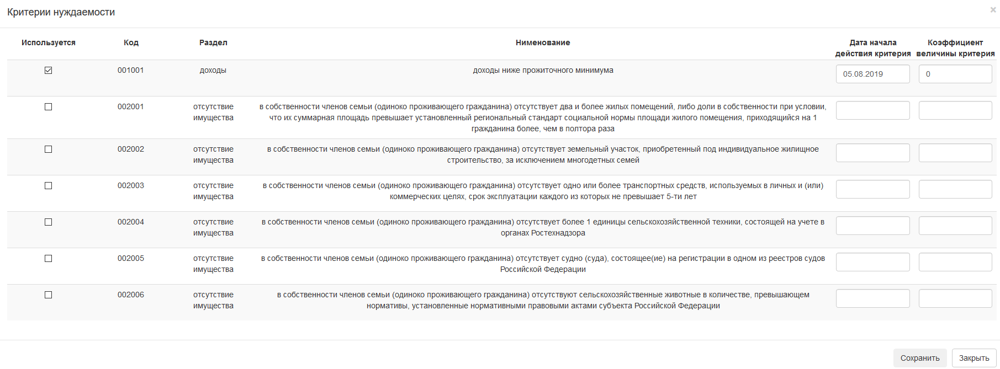 Критерии нуждаемости
×
Используется Код Раздел Нименование Дата начала действия критерия Коэффициент величины критерия
001001 доходы доходы ниже прожиточного минимума 05.08.2019 0
002001 отсутствие имущества в собственности членов семьи (одиноко проживающего гражданина) отсутствует два и более жилых помещений, либо доли в собственности при условии,
что их суммарная площадь превышает установленный региональный стандарт социальной нормы площади жилого помещения, приходящийся на 1
гражданина более, чем в полтора раза
002002 отсутствие имущества в собственности членов семьи (одиноко проживающего гражданина) отсутствует земельный участок, приобретенный под индивидуальное жилищное
строительство, за исключением многодетных семей
002003 отсутствие имущества в собственности членов семьи (одиноко проживающего гражданина) отсутствует одно или более транспортных средств, используемых в личных и (или)
коммерческих целях, срок эксплуатации каждого из которых не превышает 5-ти лет
002004 отсутствие имущества в собственности членов семьи (одиноко проживающего гражданина) отсутствует более 1 единицы сельскохозяйственной техники, состоящей на учете в
органах Ростехнадзора
002005 отсутствие имущества в собственности членов семьи (одиноко проживающего гражданина) отсутствует судно (суда), состоящее(ие) на регистрации в одном из реестров судов
Российской Федерации
002006 отсутствие имущества в собственности членов семьи (одиноко проживающего гражданина) отсутствуют сельскохозяйственные животные в количестве, превышающем
нормативы, установленные нормативными правовыми актами субъекта Российской Федерации
Сохранить Закрыть